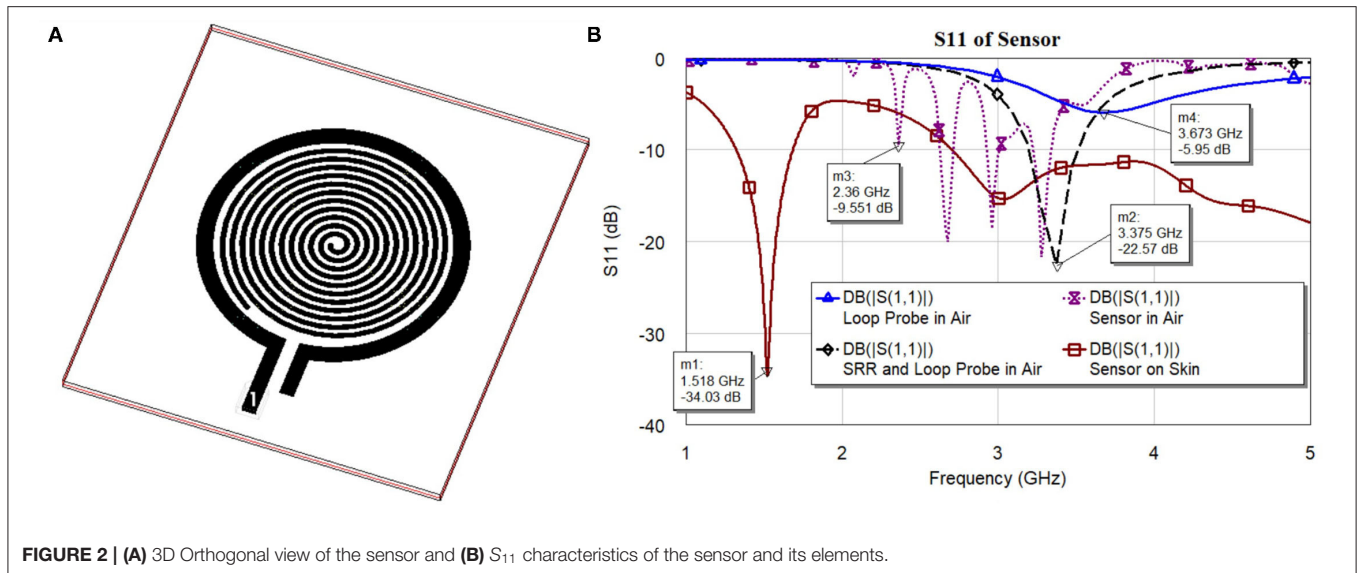 A
1
B
S11 of Sensor
0
-10
-20
-30
-40
S11 (dB)
1
2
3
4
5
Frequency (GHz)
m4:
3.673 GHz
-5.95 dB
m3:
2.36 GHz
-9.551 dB
m2:
3.375 GHz
-22.57 dB
m1:
1.518 GHz
-34.03 dB
DB(|S(1,1)|)
Loop Probe in Air
DB(|S(1,1)|)
Sensor in Air
DB(|S(1,1)|)
SRR and Loop Probe in Air
DB(|S(1,1)|)
Sensor on Skin
FIGURE 2 | (A) 3D Orthogonal view of the sensor and (B) S11 characteristics of the sensor and its elements.